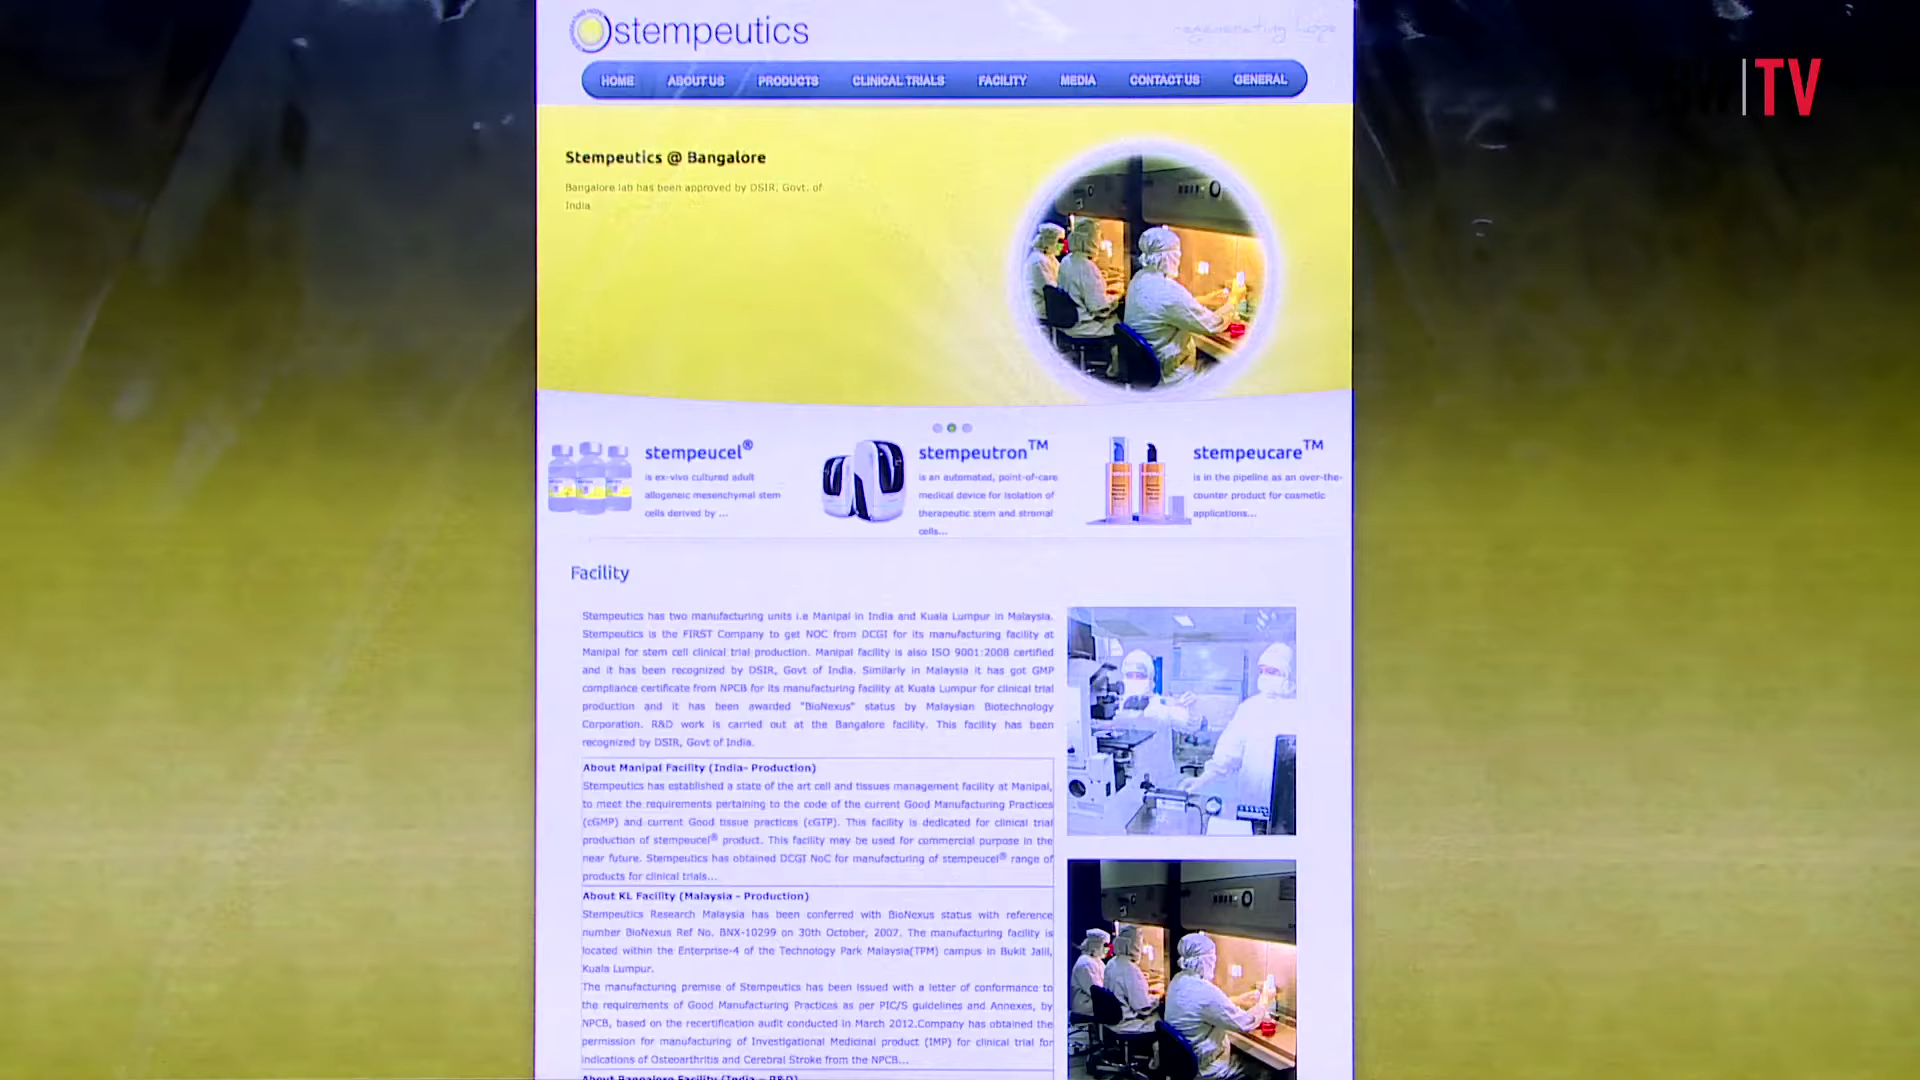 stempeutics
regenerating hope
HOME ABOUT US PRODUCTS CLINICAL TRIALS FACILITY MEDIA CONTACT US GENERAL
TV
Stempeutics @ Bangalore
Bangalore lab has been approved by DSIR, Govt. of
India
stempeucel®
is ex-vivo cultured adult
allogeneic mesenchymal stem
cells derived by ...
stempeutron™
is an automated, point-of-care
medical device for isolation of
therapeutic stem and stromal
cells...
stempeucare™
is in the pipeline as an over-the-
counter product for cosmetic
applications...
Facility
Stempeutics has two manufacturing units i.e Manipal in India and Kuala Lumpur in Malaysia.
Stempeutics is the FIRST Company to get NOC from DCGI for its manufacturing facility at
Manipal for stem cell clinical trial production. Manipal facility is also ISO 9001:2008 certified
and it has been recognized by DSIR, Govt of India. Similarly in Malaysia it has got GMP
compliance certificate from NPCB for its manufacturing facility at Kuala Lumpur for clinical trial
production and it has been awarded "BioNexus" status by Malaysian Biotechnology
Corporation. R&D work is carried out at the Bangalore facility. This facility has been
recognized by DSIR, Govt of India.
About Manipal Facility (India- Production)
Stempeutics has established a state of the art cell and tissues management facility at Manipal,
to meet the requirements pertaining to the code of the current Good Manufacturing Practices
(cGMP) and current Good tissue practices (cGTP). This facility is dedicated for clinical trial
production of stempeucel® product. This facility may be used for commercial purpose in the
near future. Stempeutics has obtained DCGI NoC for manufacturing of stempeucel® range of
products for clinical trials...
About KL Facility (Malaysia - Production)
Stempeutics Research Malaysia has been conferred with BioNexus status with reference
number BioNexus Ref No. BNX-10299 on 30th October, 2007. The manufacturing facility is
located within the Enterprise-4 of the Technology Park Malaysia(TPM) campus in Bukit Jalil,
Kuala Lumpur.
The manufacturing premise of Stempeutics has been issued with a letter of conformance to
the requirements of Good Manufacturing Practices as per PIC/S guidelines and Annexes, by
NPCB, based on the recertification audit conducted in March 2012.Company has obtained the
permission for manufacturing of Investigational Medicinal product (IMP) for clinical trial for
indications of Osteoarthritis and Cerebral Stroke from the NPCB...
About Bangalore Facility (India – R&D)